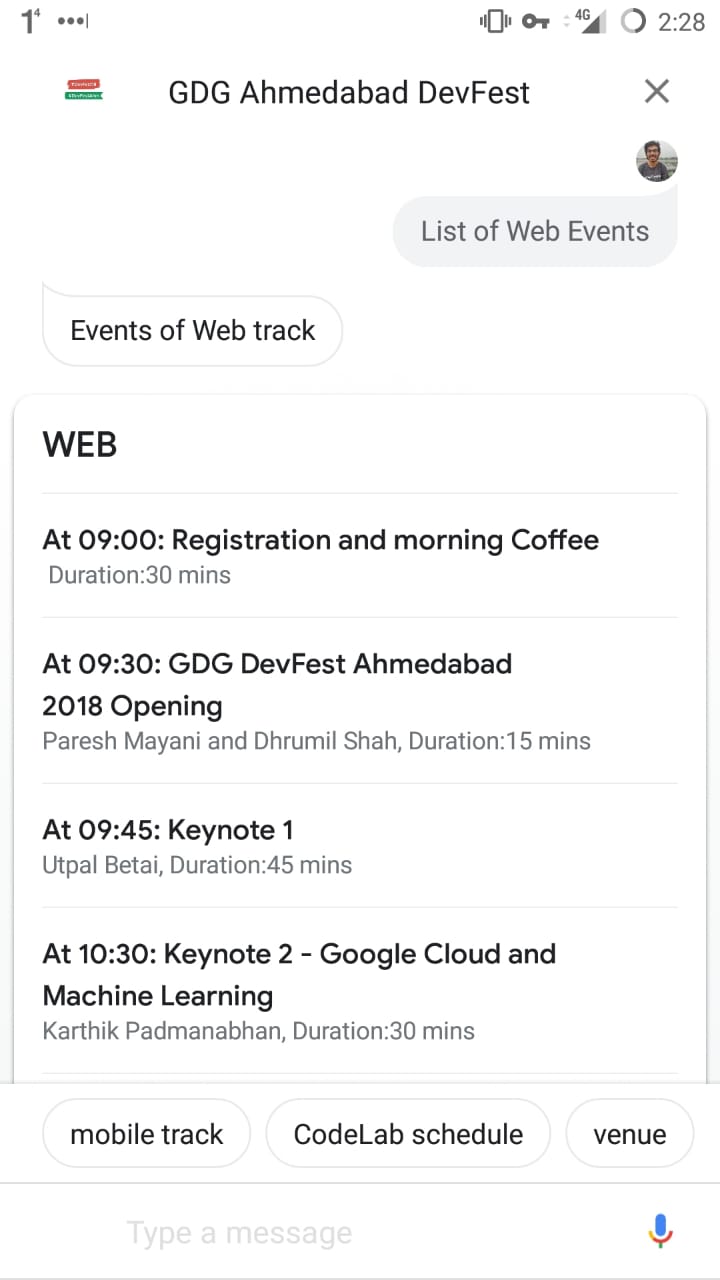 1 4
4G
2:28
GDG Ahmedabad DevFest
List of Web Events
Events of Web track
WEB
At 09:00: Registration and morning Coffee
Duration:30 mins
At 09:30: GDG DevFest Ahmedabad
2018 Opening
Paresh Mayani and Dhrumil Shah, Duration:15 mins
At 09:45: Keynote 1
Utpal Betai, Duration:45 mins
At 10:30: Keynote 2 - Google Cloud and
Machine Learning
Karthik Padmanabhan, Duration:30 mins
mobile track
CodeLab schedule
venue
Type a message